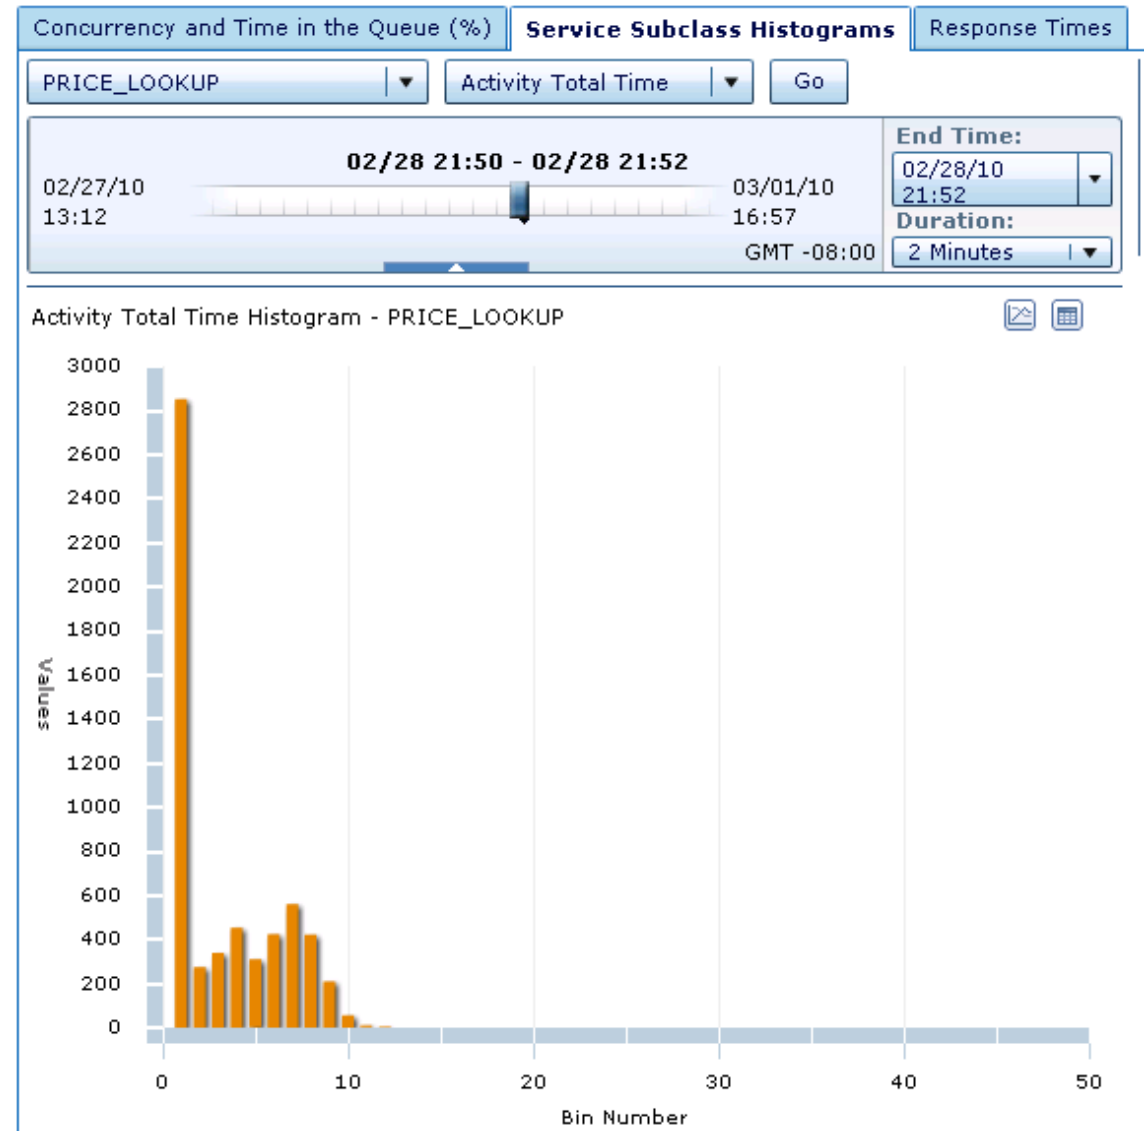 Concurrency and Time in the Queue (%)
Service Subclass Histograms
Response Times
PRICE_LOOKUP
Activity Total Time
Go
02/28 21:50 - 02/28 21:52
02/27/10
13:12
03/01/10
16:57
GMT -08:00
End Time:
02/28/10
21:52
Duration:
2 Minutes
Activity Total Time Histogram - PRICE_LOOKUP
3000
2800
2600
2400
2200
2000
1800
1600
1400
1200
1000
800
600
400
200
0
Values
0 10 20 30 40 50
Bin Number